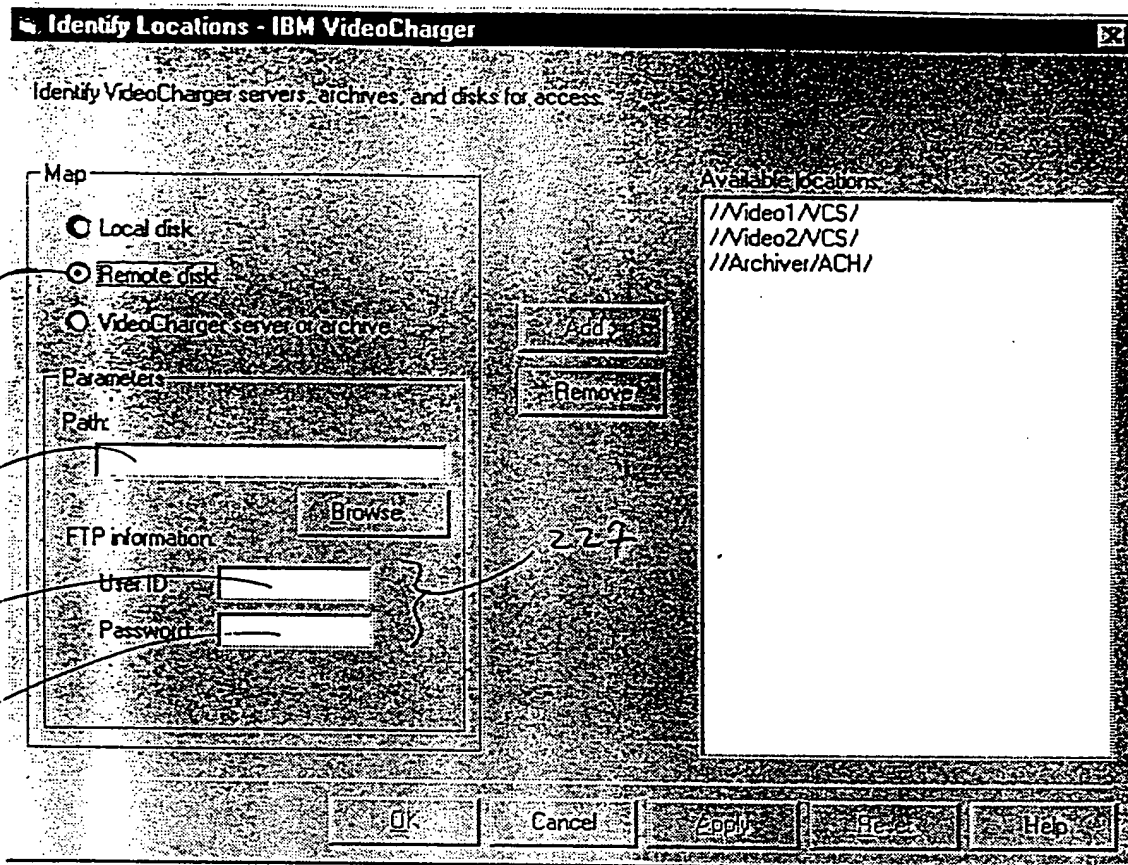 Identify Locations - IBM VideoCharger
Identify VideoCharger servers, archives, and disks for access.
Map
Local disk
Remote disk
VideoCharger server or archive
Parameters
Path:
Browse
FTP information:
User ID:
Password:
227
Add >
Remove
Available locations:
//Video1/VCS/
//Video2/VCS/
//Archiver/ACH/
OK
Cancel
Apply
Reset
Help